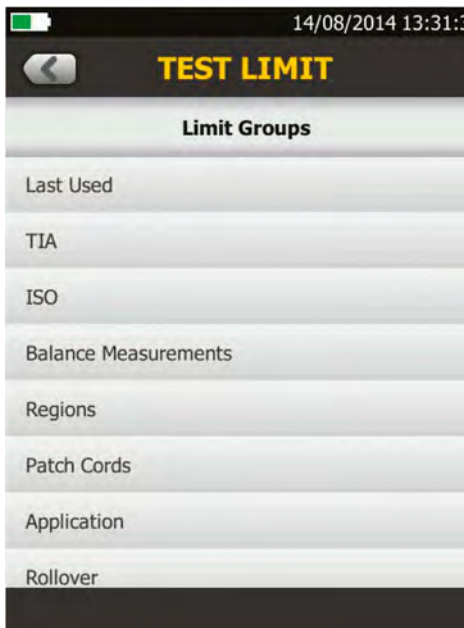 14/08/2014 13:31:3
TEST LIMIT
Limit Groups
Last Used
TIA
ISO
Balance Measurements
Regions
Patch Cords
Application
Rollover